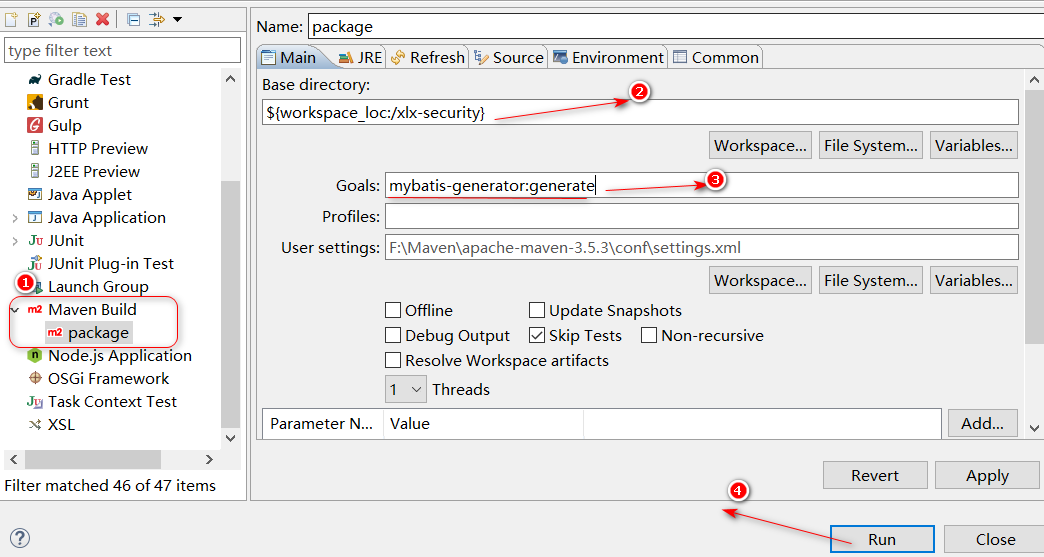 type filter text
Gradle Test
Grunt
Gulp
HTTP Preview
J2EE Preview
Java Applet
Java Application
JUnit
JUnit Plug-in Test
1
Launch Group
Maven Build
package
Node.js Application
OSGi Framework
Task Context Test
XSL
Filter matched 46 of 47 items
Name: package
Main JRE Refresh Source Environment Common
Base directory:
2
${workspace_loc:/xlx-security}
Workspace... File System... Variables...
Goals: mybatis-generator:generate 3
Profiles:
User settings: F:\Maven\apache-maven-3.5.3\conf\settings.xml
Workspace... File System... Variables...
Offline Update Snapshots
Debug Output Skip Tests Non-recursive
Resolve Workspace artifacts
1 Threads
Parameter N... Value Add...
Revert Apply
4
Run Close